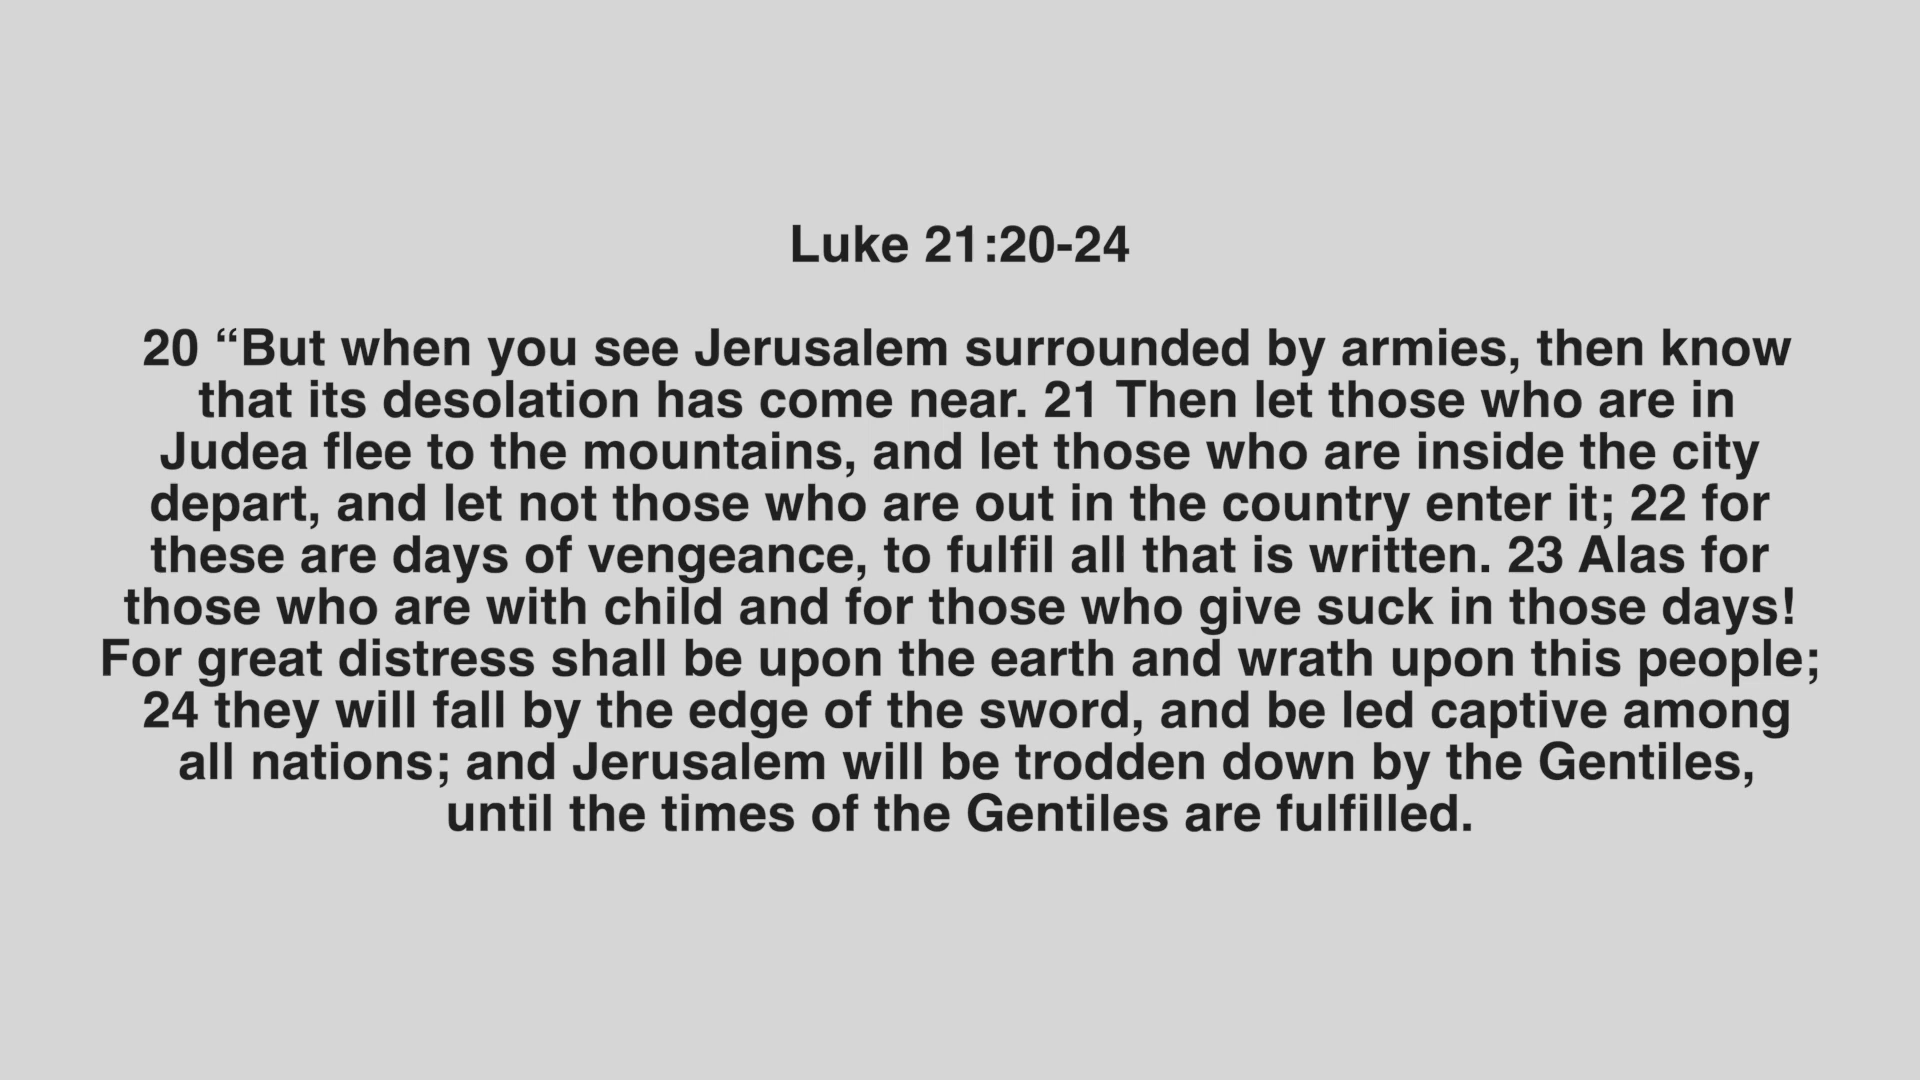 Luke 21:20-24
20 “But when you see Jerusalem surrounded by armies, then know
that its desolation has come near. 21 Then let those who are in
Judea flee to the mountains, and let those who are inside the city
depart, and let not those who are out in the country enter it; 22 for
these are days of vengeance, to fulfil all that is written. 23 Alas for
those who are with child and for those who give suck in those days!
For great distress shall be upon the earth and wrath upon this people;
24 they will fall by the edge of the sword, and be led captive among
all nations; and Jerusalem will be trodden down by the Gentiles,
until the times of the Gentiles are fulfilled.